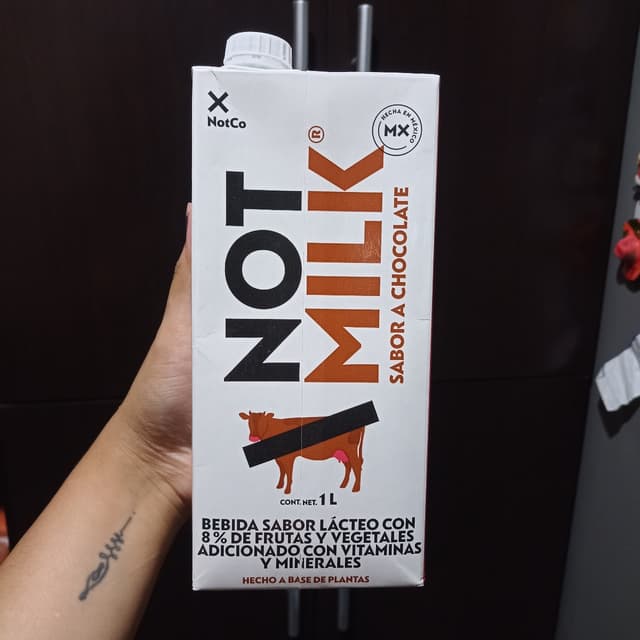 NotCo
HECHA EN MÉXICO
MX
NOT
MILK®
SABOR A CHOCOLATE
CONT. NET. 1 L
BEBIDA SABOR LÁCTEO CON
8 % DE FRUTAS Y VEGETALES
ADICIONADO CON VITAMINAS
Y MINERALES
HECHO A BASE DE PLANTAS